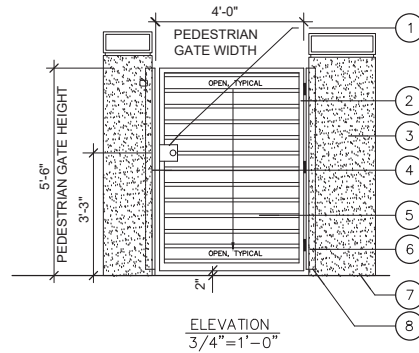 4'-0"
PEDESTRIAN
GATE WIDTH
1
OPEN, TYPICAL
2
3
PEDESTRIAN GATE HEIGHT
5'-6"
3'-3"
4
5
6
OPEN, TYPICAL
2"
7
8
ELEVATION
3/4"=1'-0"